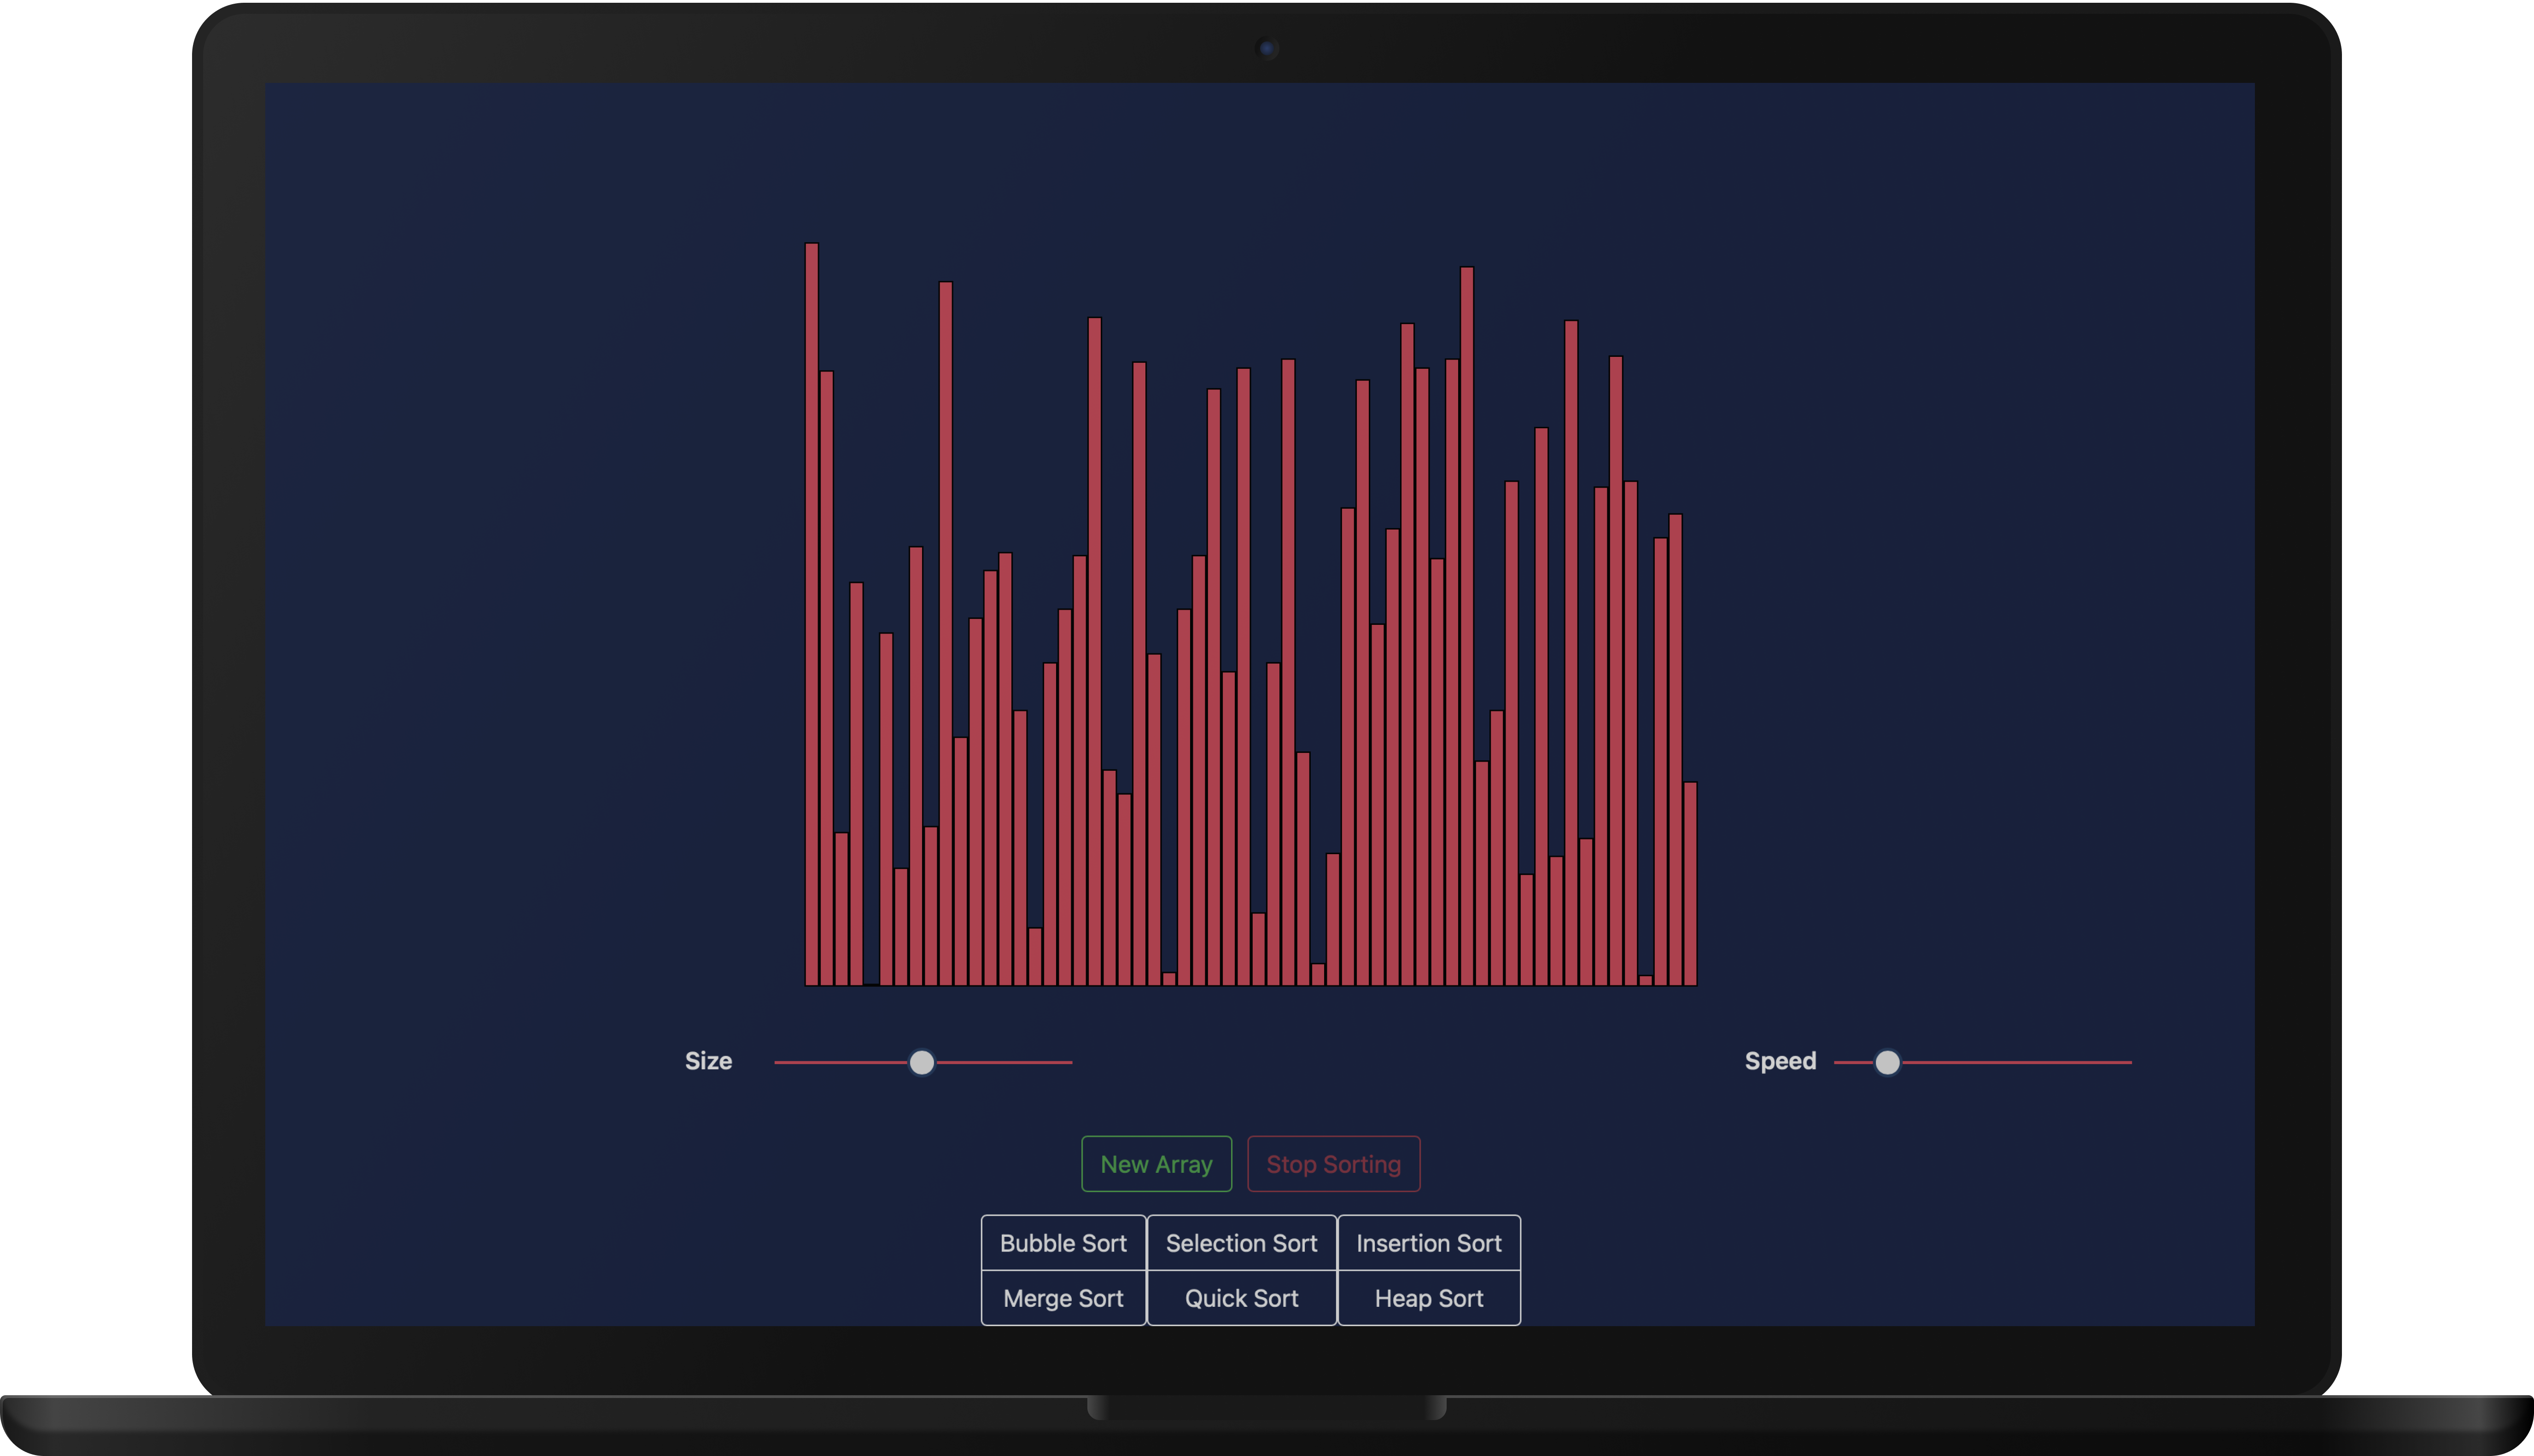 Size
Speed
New Array
Stop Sorting
Bubble Sort
Selection Sort
Insertion Sort
Merge Sort
Quick Sort
Heap Sort